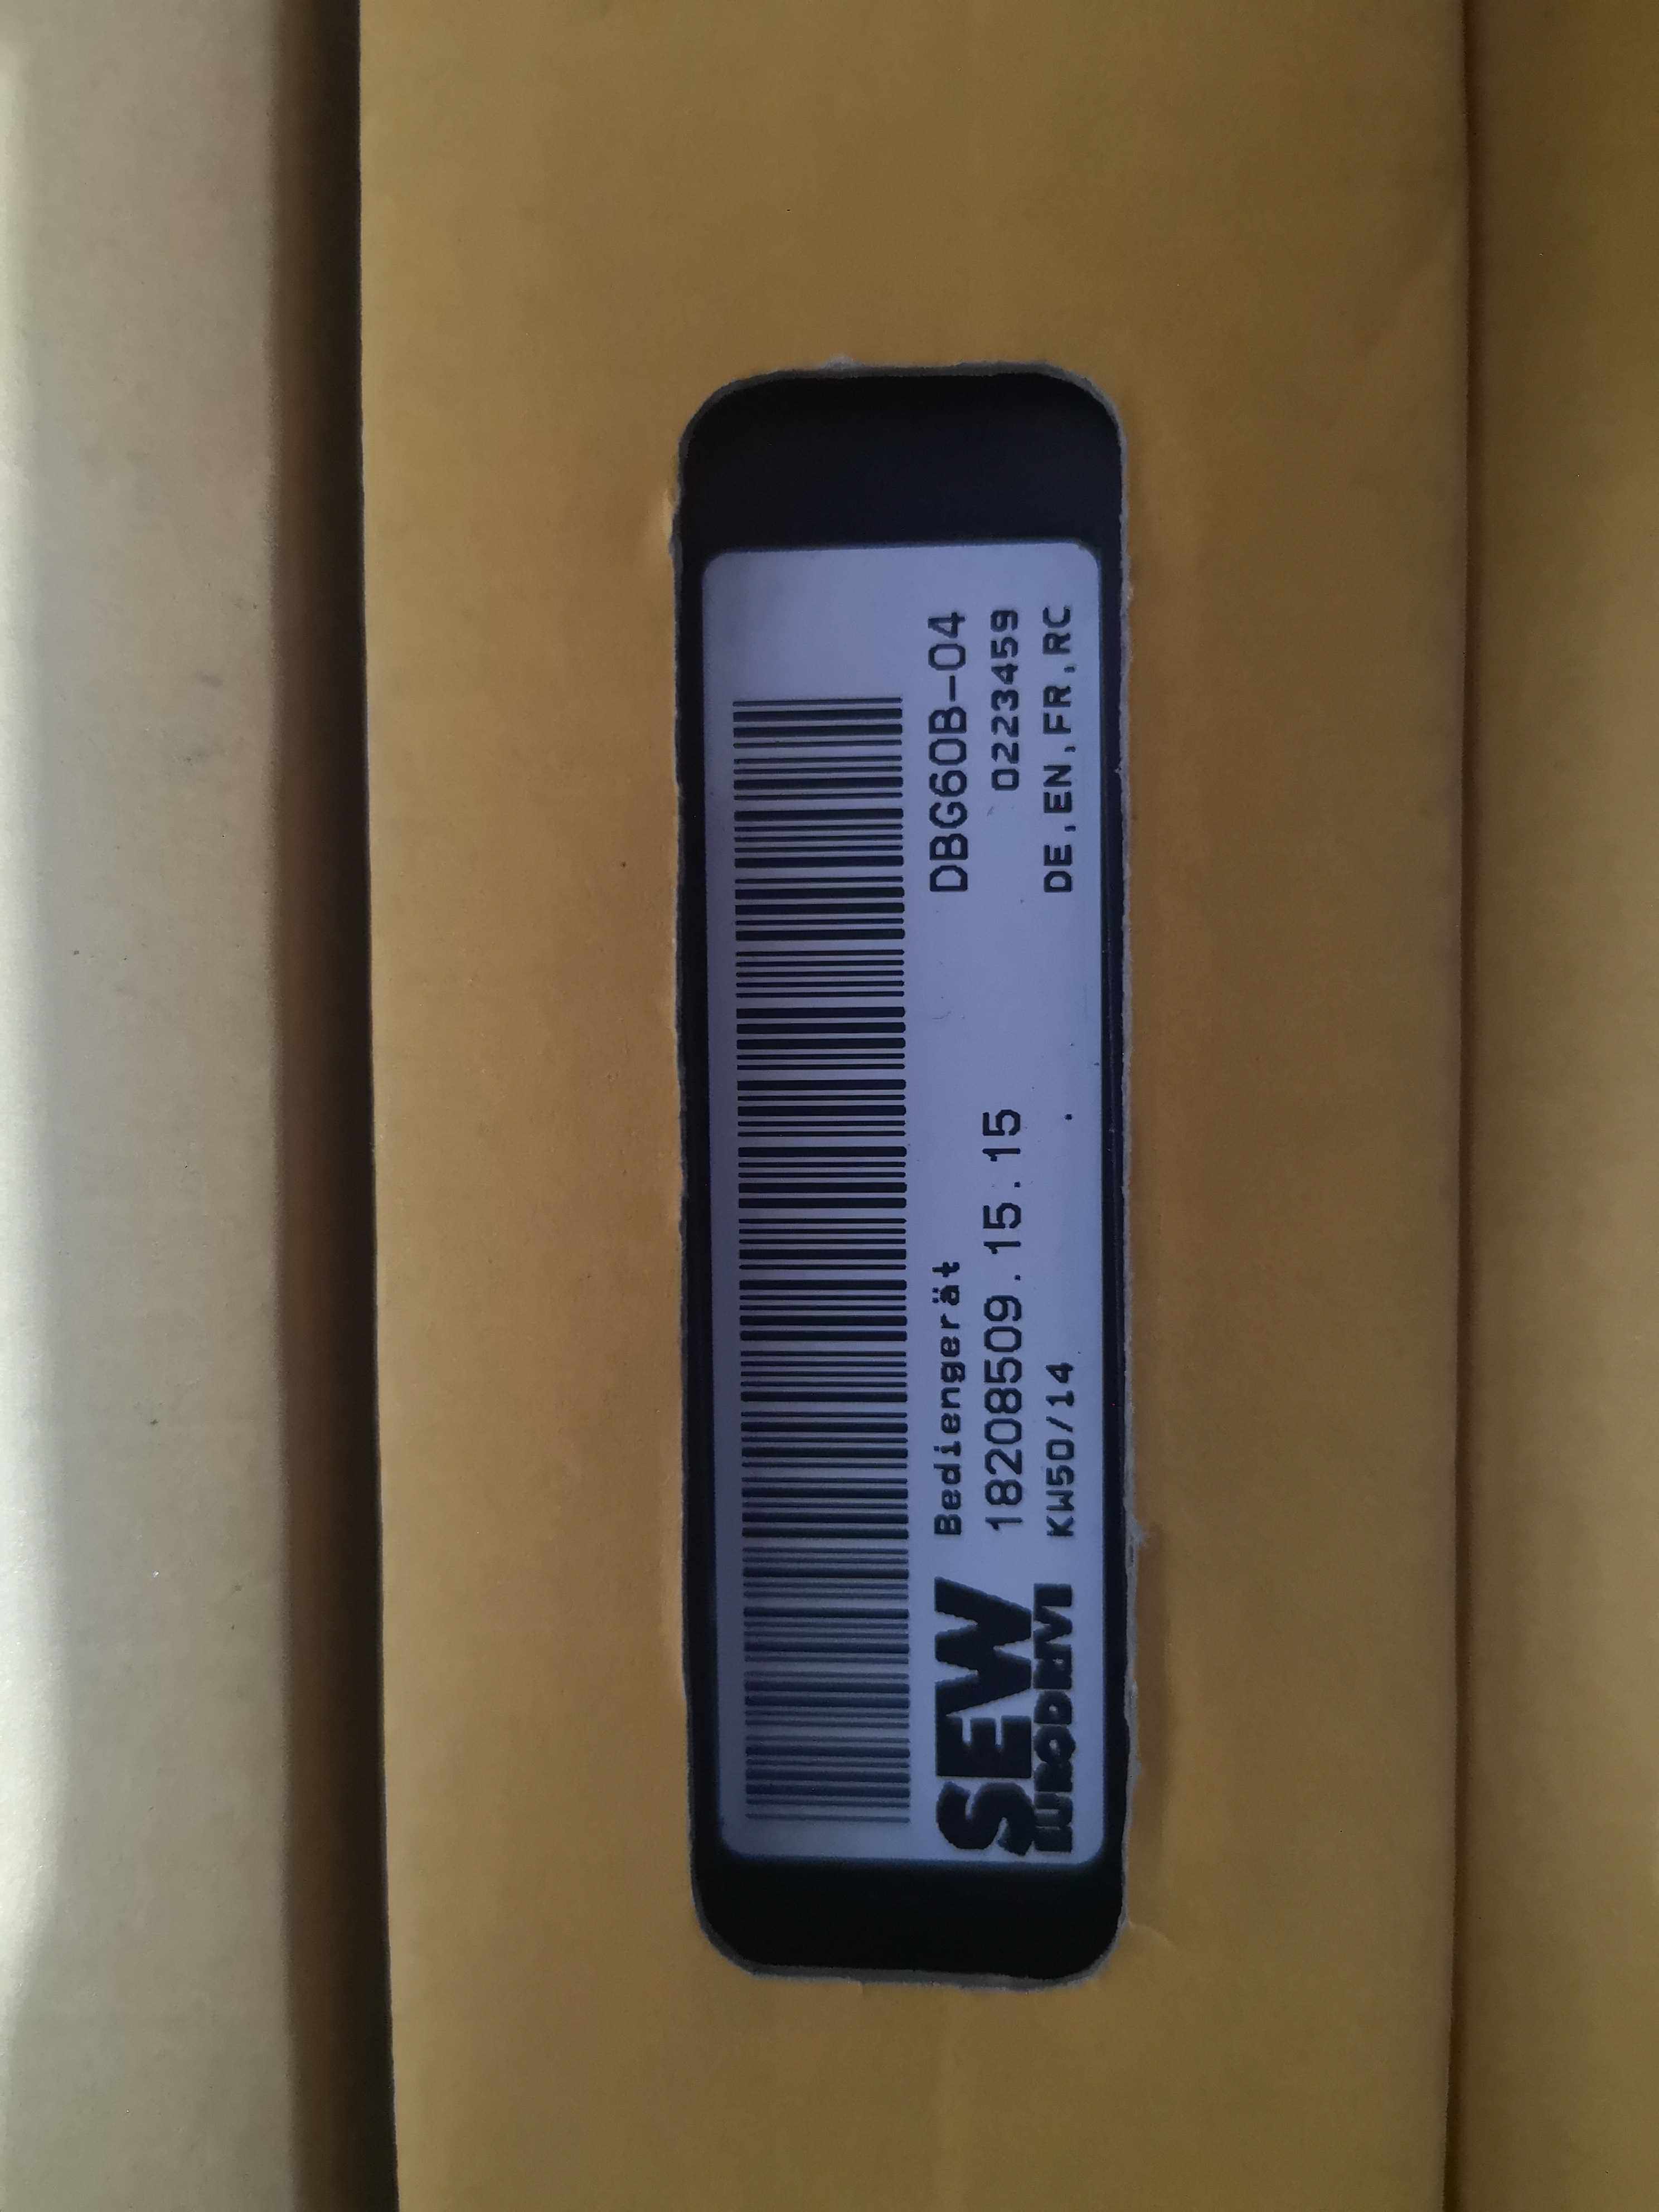 SEW
EURODRIVE
Bediengerät
18208509.15.15
KW50/14
DBG60B-04
0223459
DE,EN,FR,RC